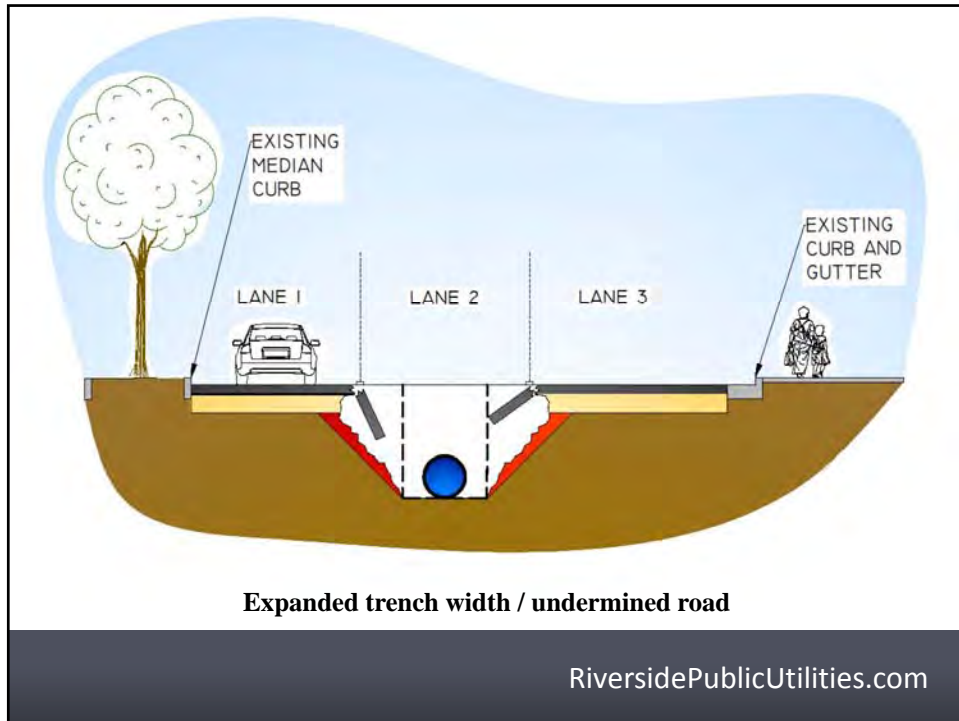 EXISTING
MEDIAN
CURB
EXISTING
CURB AND
GUTTER
LANE 1
LANE 2
LANE 3
Expanded trench width / undermined road
RiversidePublicUtilities.com